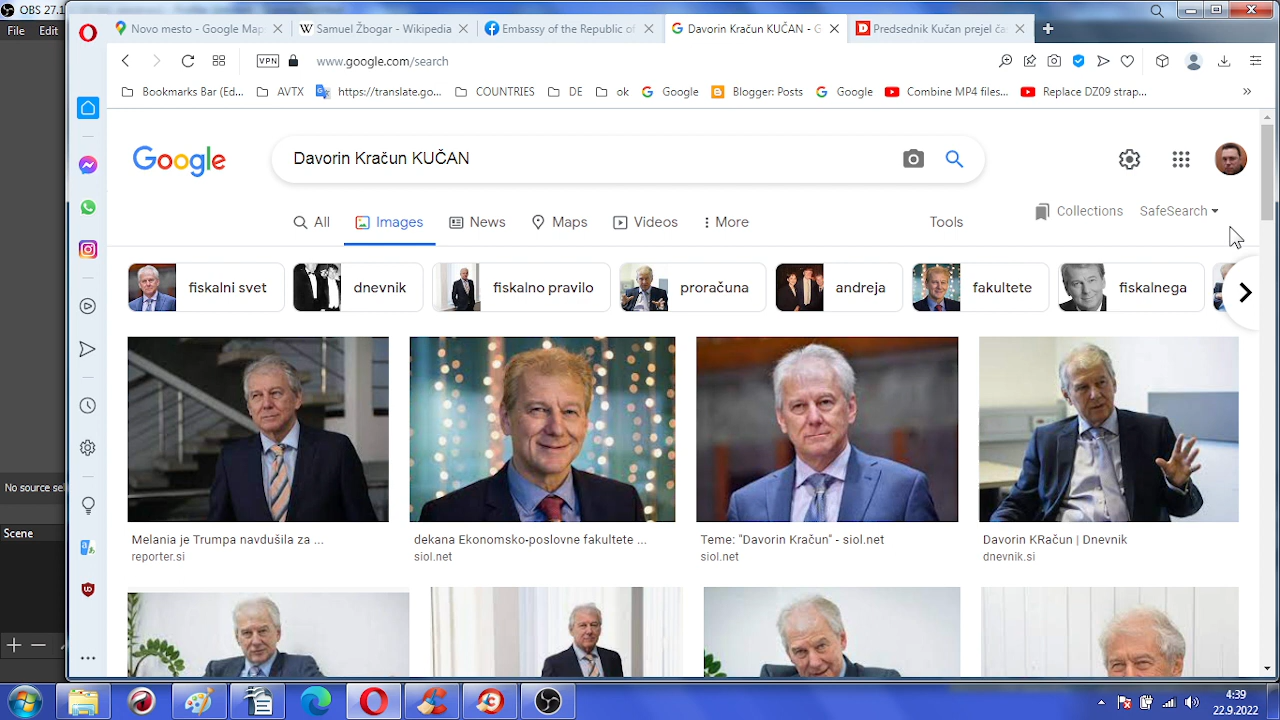 OBS 27.1
File Edit
Novo mesto - Google Map
Samuel Žbogar - Wikipedia
Embassy of the Republic of
Davorin Kračun KUČAN - G
Predsednik Kučan prejel ča
VPN
www.google.com/search
Bookmarks Bar (Ed...
AVTX
https://translate.go...
COUNTRIES
DE
ok
Google
Blogger: Posts
Google
Combine MP4 files...
Replace DZ09 strap...
Google
Davorin Kračun KUČAN
All
Images
News
Maps
Videos
More
Tools
Collections
SafeSearch
fiskalni svet
dnevnik
fiskalno pravilo
proračuna
andreja
fakultete
fiskalnega
Melania je Trumpa navdušila za ...
reporter.si
dekana Ekonomsko-poslovne fakultete ...
siol.net
Teme: "Davorin Kračun" - siol.net
siol.net
Davorin KRačun | Dnevnik
dnevnik.si
No source se
Scene
4:39
22.9.2022